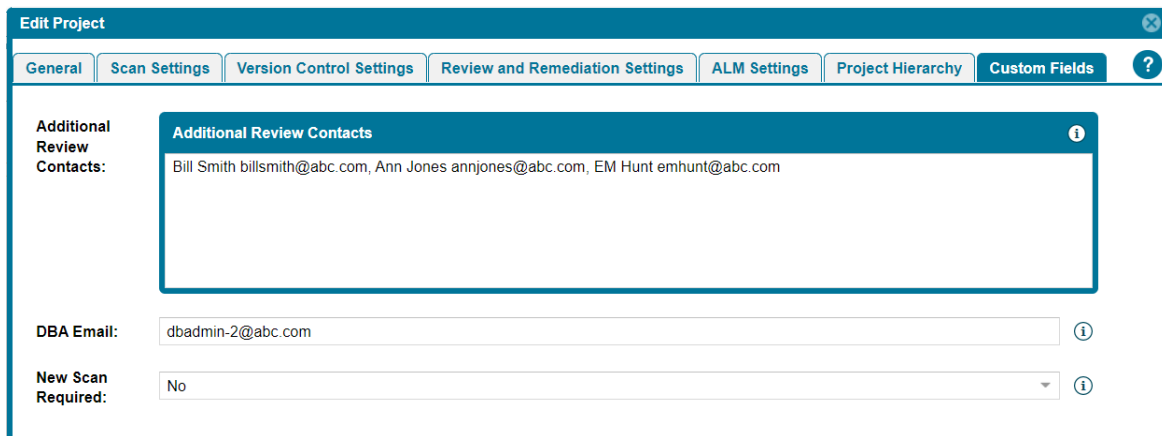 Edit Project
General
Scan Settings
Version Control Settings
Review and Remediation Settings
ALM Settings
Project Hierarchy
Custom Fields
?
Additional
Review
Contacts:
Additional Review Contacts
i
Bill Smith billsmith@abc.com, Ann Jones annjones@abc.com, EM Hunt emhunt@abc.com
DBA Email:
dbadmin-2@abc.com
i
New Scan
Required:
No
i